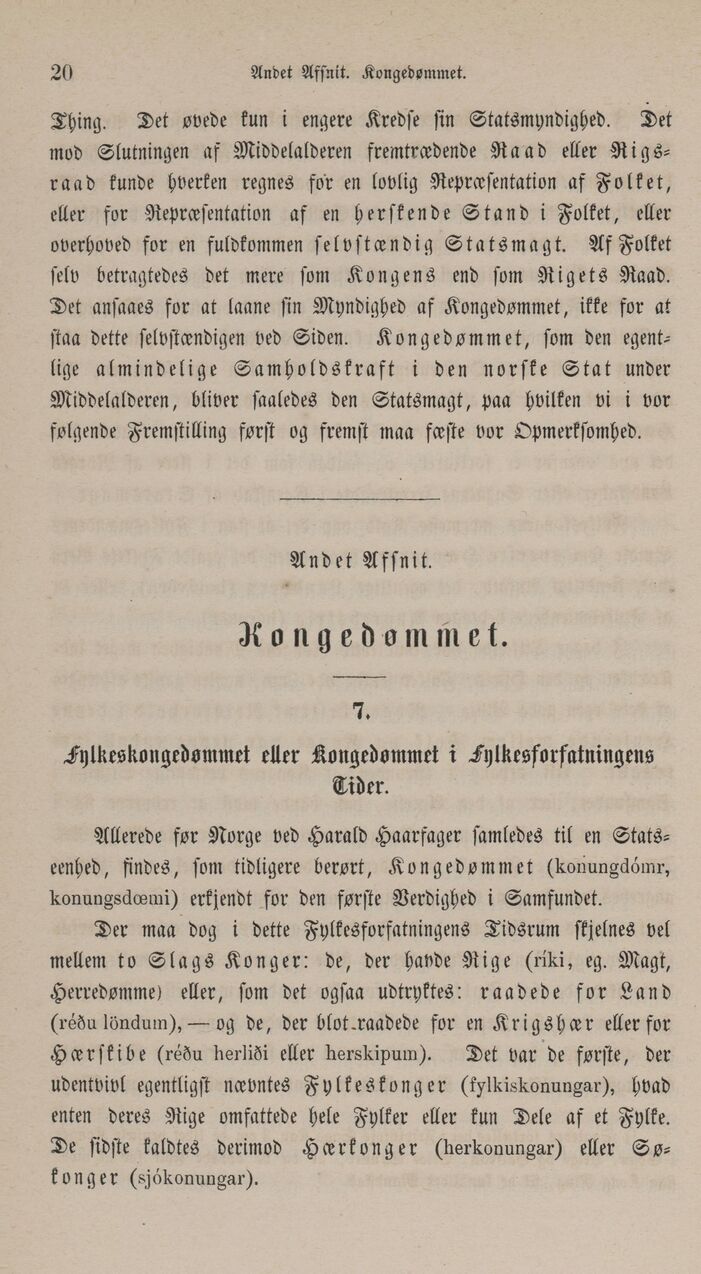 20 Andet Afsnit. Kongedømmet.
Thing. Det øvede kun i engere Kredse sin Statsmyndighed. Det
mod Slutningen af Middelalderen fremtrædende Raad eller Rigs-
raad kunde hverken regnes for en lovlig Repræsentation af Folket,
eller for Repræsentation af en herskende Stand i Folket, eller
overhoved for en fuldkommen selvstændig Statsmagt. Af Folket
selv betragtedes det mere som Kongens end som Rigets Raad.
Det ansaaes for at laane sin Myndighed af Kongedømmet, ikke for at
staa dette selvstændigen ved Siden. Kongedømmet, som den egent-
lige almindelige Samholdskraft i den norske Stat under
Middelalderen, bliver saaledes den Statsmagt, paa hvilken vi i vor
følgende Fremstilling først og fremst maa fæste vor Opmerksomhed.
Andet Afsnit.
Kongedømmet.
7.
Fylkeskongedømmet eller Kongedømmet i Fylkesforfatningens
Tider.
Allerede før Norge ved Harald Haarfager samledes til en Stats-
eenhed, findes, som tidligere berørt, Kongedømmet (konungdómr,
konungsdœmi) erkjendt for den første Verdighed i Samfundet.
Der maa dog i dette Fylkesforfatningens Tidsrum skjelnes vel
mellem to Slags Konger: de, der havde Rige (ríki, eg. Magt,
Herredømme) eller, som det ogsaa udtryktes: raadede for Land
(réðu löndum), — og de, der blot raadede for en Krigshær eller for
Hærskibe (réðu herliði eller herskipum). Det var de første, der
udentvivl egentligst nævntes Fylkeskonger (fylkiskonungar), hvad
enten deres Rige omfattede hele Fylker eller kun Dele af et Fylke.
De sidste kaldtes derimod Hærkonger (herkonungar) eller Sø-
konger (sjókonungar).